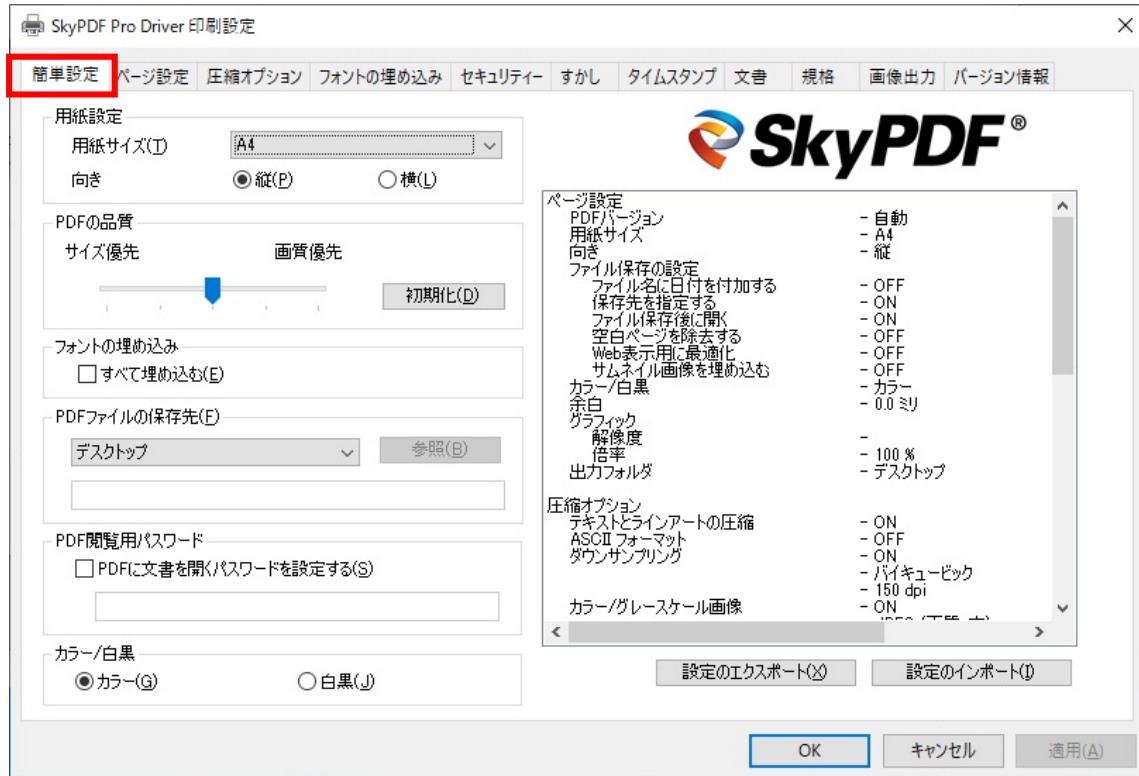 SkyPDF Pro Driver 印刷設定
簡単設定 ページ設定 圧縮オプション フォントの埋め込み セキュリティー すかし タイムスタンプ 文書 規格 画像出力 バージョン情報
用紙設定
用紙サイズ(T) A4
向き 縦(P) 横(L)
PDFの品質
サイズ優先 画質優先
初期化(D)
フォントの埋め込み
すべて埋め込む(E)
PDFファイルの保存先(F)
デスクトップ 参照(B)
PDF閲覧用パスワード
PDFに文書を開くパスワードを設定する(S)
カラー/白黒
カラー(G) 白黒(J)
SkyPDF®
ページ設定
PDFバージョン - 自動
用紙サイズ - A4
向き - 縦
ファイル保存の設定
ファイル名に日付を付加する - OFF
保存先を指定する - ON
ファイル保存後に開く - ON
空白ページを除去する - OFF
Web表示用に最適化 - OFF
サムネイル画像を埋め込む - OFF
カラー/白黒 - カラー
余白 - 0.0 ミリ
グラフィック
解像度 -
倍率 - 100 %
出力フォルダ - デスクトップ
圧縮オプション
テキストとラインアートの圧縮 - ON
ASCII フォーマット - OFF
ダウンサンプリング - ON
- バイキュービック
- 150 dpi
カラー/グレースケール画像 - ON
設定のエクスポート(X) 設定のインポート(I)
OK キャンセル 適用(A)